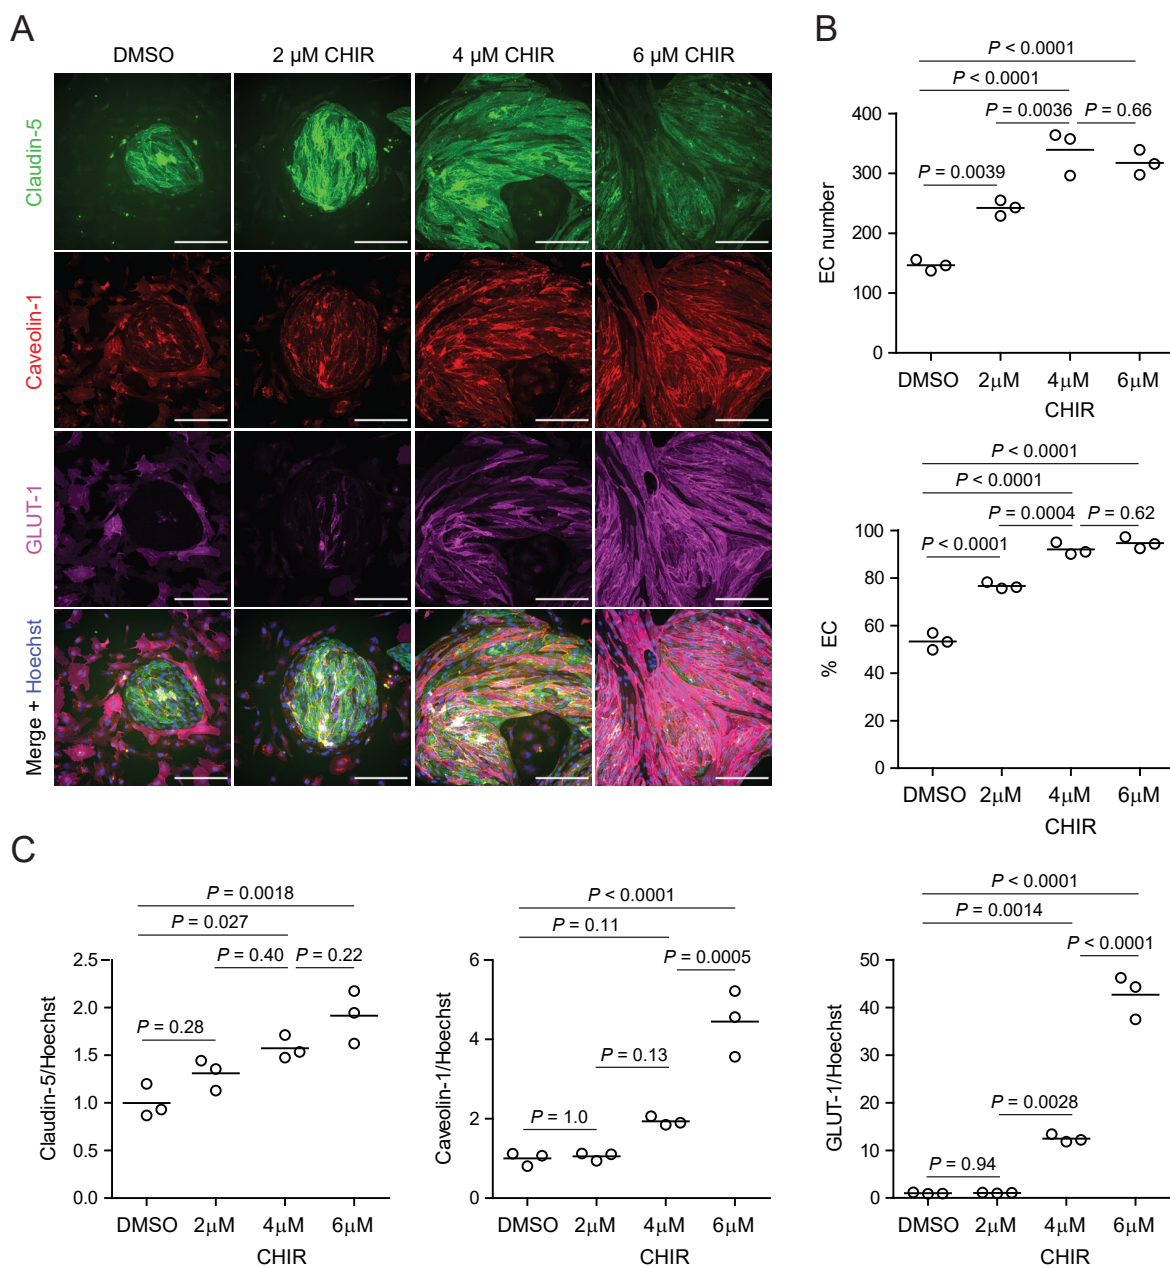 A
DMSO
2 µM CHIR
4 µM CHIR
6 µM CHIR
Claudin-5
Caveolin-1
GLUT-1
Merge + Hoechst
B
P < 0.0001
P < 0.0001
P = 0.0036
P = 0.66
P = 0.0039
400
300
200
100
0
EC number
DMSO
2µM
4µM
6µM
CHIR
P < 0.0001
P < 0.0001
P = 0.0004
P = 0.62
P < 0.0001
100
80
60
40
20
0
% EC
DMSO
2µM
4µM
6µM
CHIR
C
P = 0.0018
P = 0.027
P = 0.40
P = 0.22
P = 0.28
2.5
2.0
1.5
1.0
0.5
0.0
Claudin-5/Hoechst
DMSO
2µM
4µM
6µM
CHIR
P < 0.0001
P = 0.11
P = 0.0005
P = 0.13
P = 1.0
6
4
2
0
Caveolin-1/Hoechst
DMSO
2µM
4µM
6µM
CHIR
P < 0.0001
P = 0.0014
P < 0.0001
P = 0.0028
P = 0.94
50
40
30
20
10
0
GLUT-1/Hoechst
DMSO
2µM
4µM
6µM
CHIR